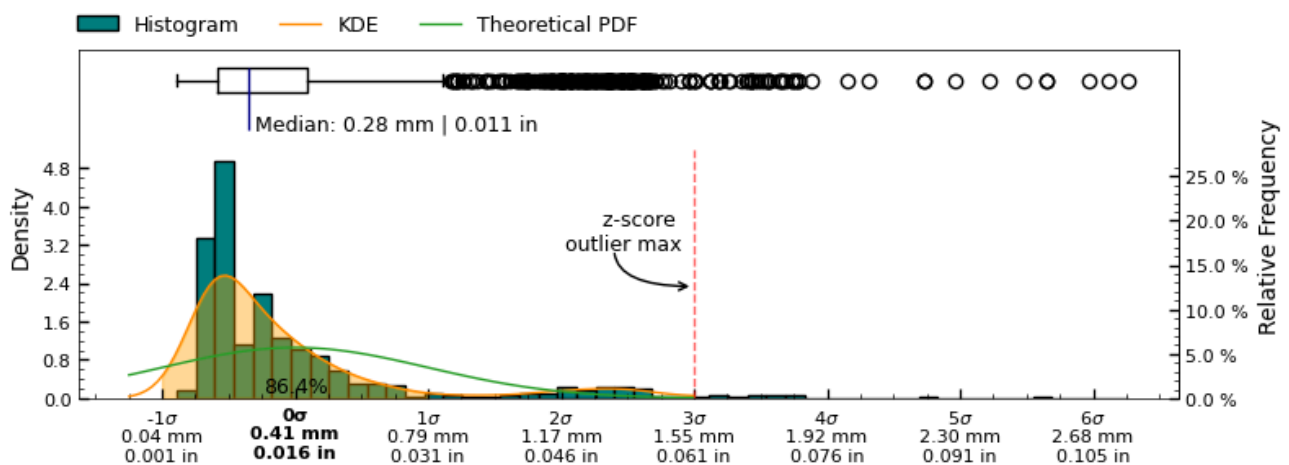 Histogram KDE Theoretical PDF
Median: 0.28 mm | 0.011 in
Density
4.8
4.0
3.2
2.4
1.6
0.8
0.0
z-score
outlier max
86.4%
25.0 %
20.0 %
15.0 %
10.0 %
5.0 %
0.0 %
Relative Frequency
-1σ 0σ 1σ 2σ 3σ 4σ 5σ 6σ
0.04 mm 0.41 mm 0.79 mm 1.17 mm 1.55 mm 1.92 mm 2.30 mm 2.68 mm
0.001 in 0.016 in 0.031 in 0.046 in 0.061 in 0.076 in 0.091 in 0.105 in